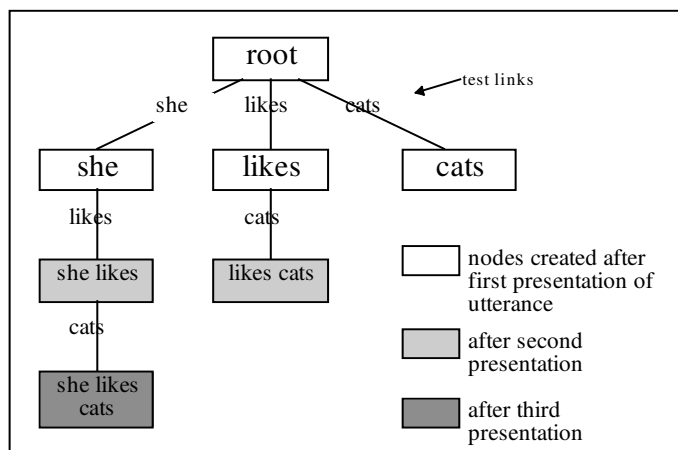 root
test links
she
likes
cats
she
likes
cats
likes
cats
she likes
likes cats
nodes created after
first presentation of
utterance
cats
after second
presentation
she likes
cats
after third
presentation